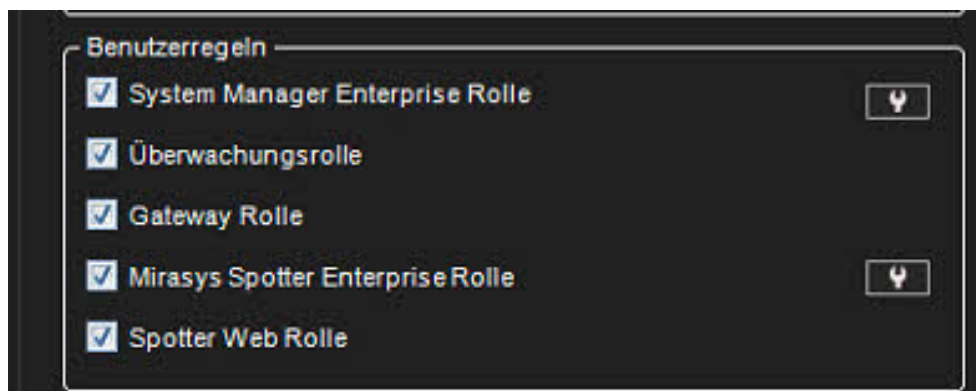 Benutzerregeln
System Manager Enterprise Rolle
Überwachungsrolle
Gateway Rolle
Mirasys Spotter Enterprise Rolle
Spotter Web Rolle